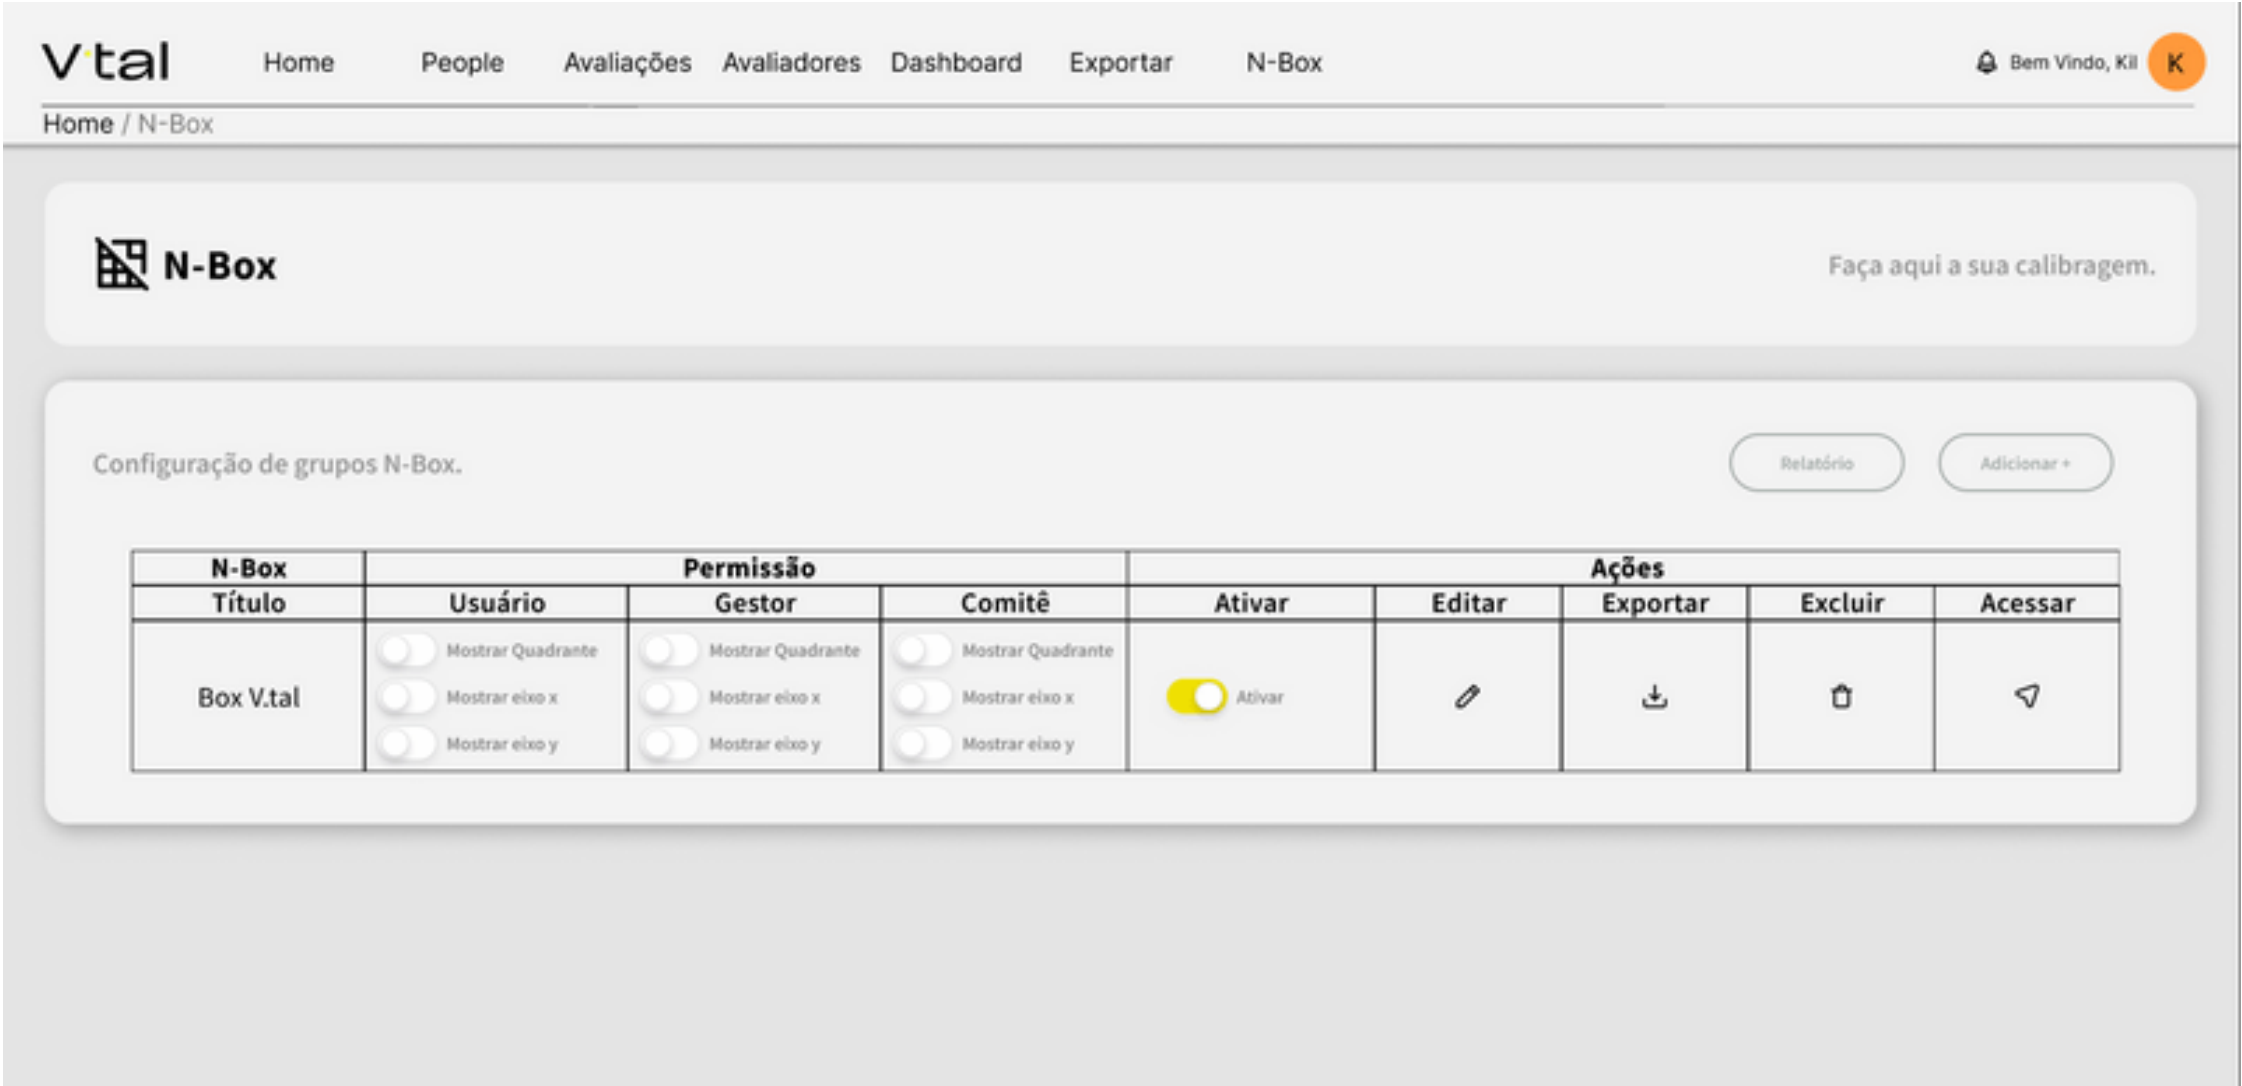 V.tal Home People Avaliações Avaliadores Dashboard Exportar N-Box Bem Vindo, Kil K
Home / N-Box
N-Box Faça aqui a sua calibragem.
Configuração de grupos N-Box. Relatório Adicionar +
N-Box Permissão Ações
Título Usuário Gestor Comitê Ativar Editar Exportar Excluir Acessar
Mostrar Quadrante Mostrar Quadrante Mostrar Quadrante
Box V.tal Mostrar eixo x Mostrar eixo x Mostrar eixo x Ativar
Mostrar eixo y Mostrar eixo y Mostrar eixo y